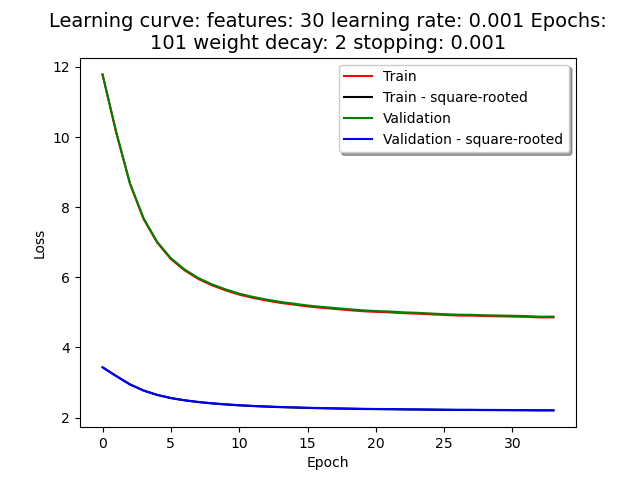 Learning curve: features: 30 learning rate: 0.001 Epochs:
101 weight decay: 2 stopping: 0.001
Train
Train - square-rooted
Validation
Validation - square-rooted
Loss
12
10
8
6
4
2
0 5 10 15 20 25 30
Epoch